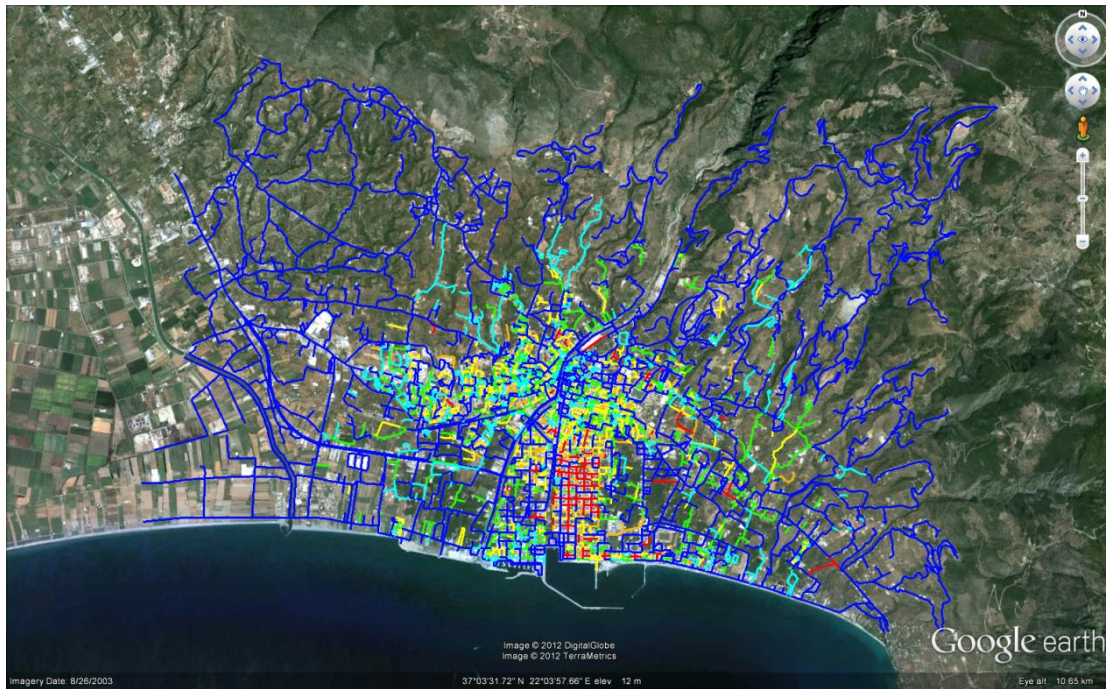 N
Image © 2012 DigitalGlobe
Image © 2012 TerraMetrics
Google earth
Imagery Date: 8/26/2003 37°03'31.72" N 22°03'57.66" E elev 12 m Eye alt 10.65 km